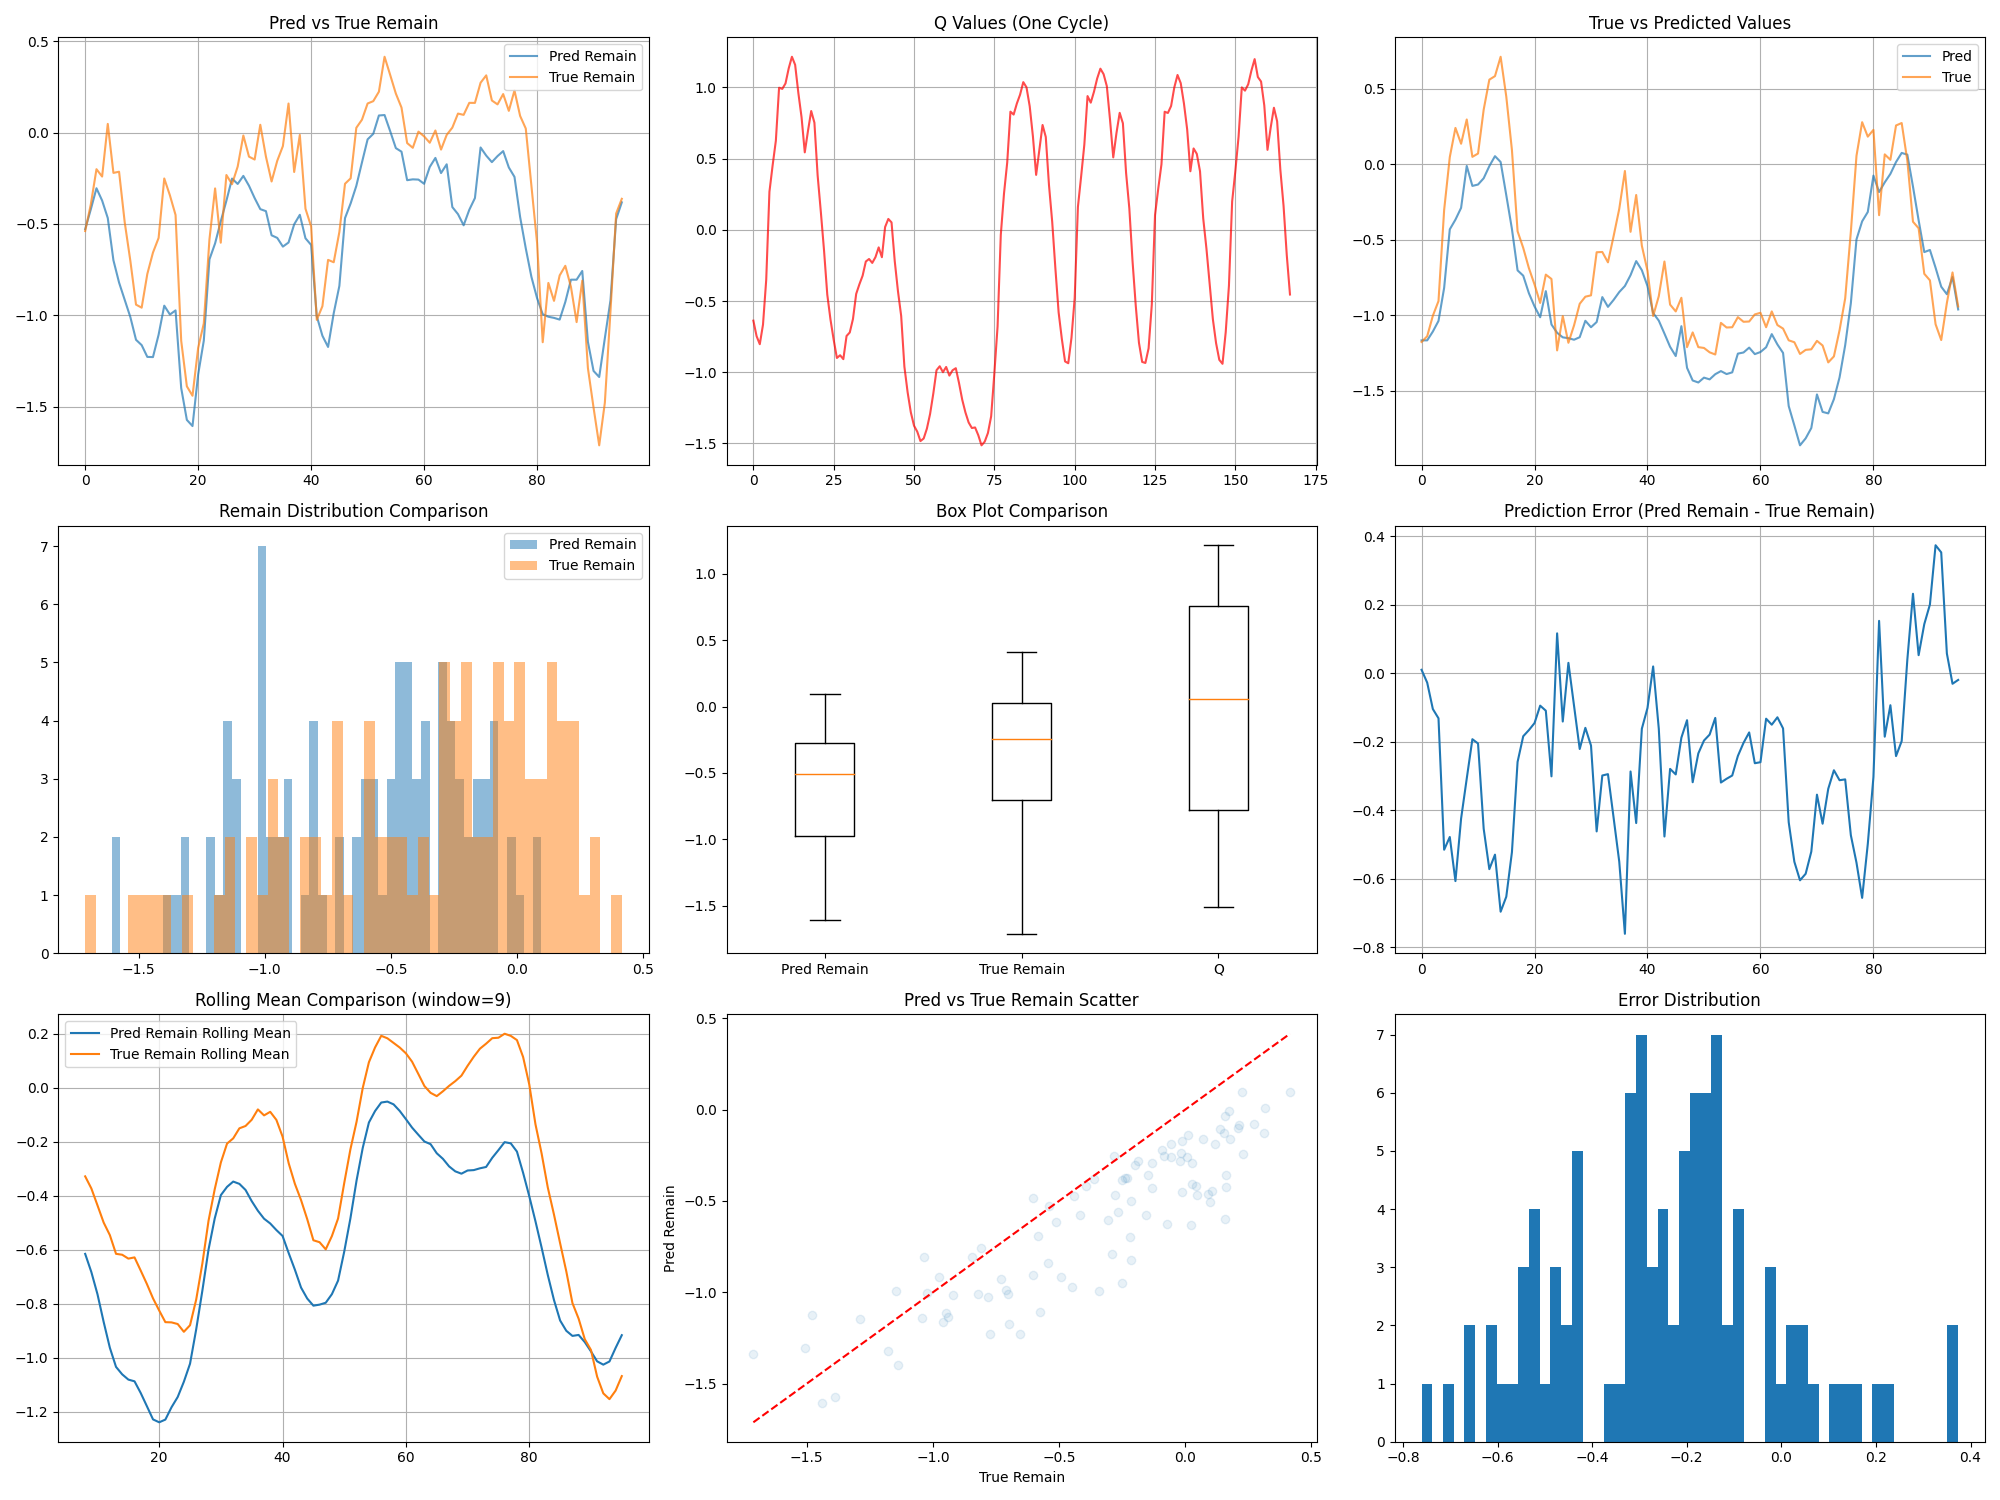 Pred vs True Remain
Pred Remain
True Remain
0.5
0.0
−0.5
−1.0
−1.5
0 20 40 60 80
Q Values (One Cycle)
1.0
0.5
0.0
−0.5
−1.0
−1.5
0 25 50 75 100 125 150 175
True vs Predicted Values
Pred
True
0.5
0.0
−0.5
−1.0
−1.5
0 20 40 60 80
Remain Distribution Comparison
Pred Remain
True Remain
7
6
5
4
3
2
1
0
−1.5 −1.0 −0.5 0.0 0.5
Box Plot Comparison
1.0
0.5
0.0
−0.5
−1.0
−1.5
Pred Remain True Remain Q
Prediction Error (Pred Remain - True Remain)
0.4
0.2
0.0
−0.2
−0.4
−0.6
−0.8
0 20 40 60 80
Rolling Mean Comparison (window=9)
Pred Remain Rolling Mean
True Remain Rolling Mean
0.2
0.0
−0.2
−0.4
−0.6
−0.8
−1.0
−1.2
20 40 60 80
Pred vs True Remain Scatter
Pred Remain
0.5
0.0
−0.5
−1.0
−1.5
−1.5 −1.0 −0.5 0.0 0.5
True Remain
Error Distribution
7
6
5
4
3
2
1
0
−0.8 −0.6 −0.4 −0.2 0.0 0.2 0.4